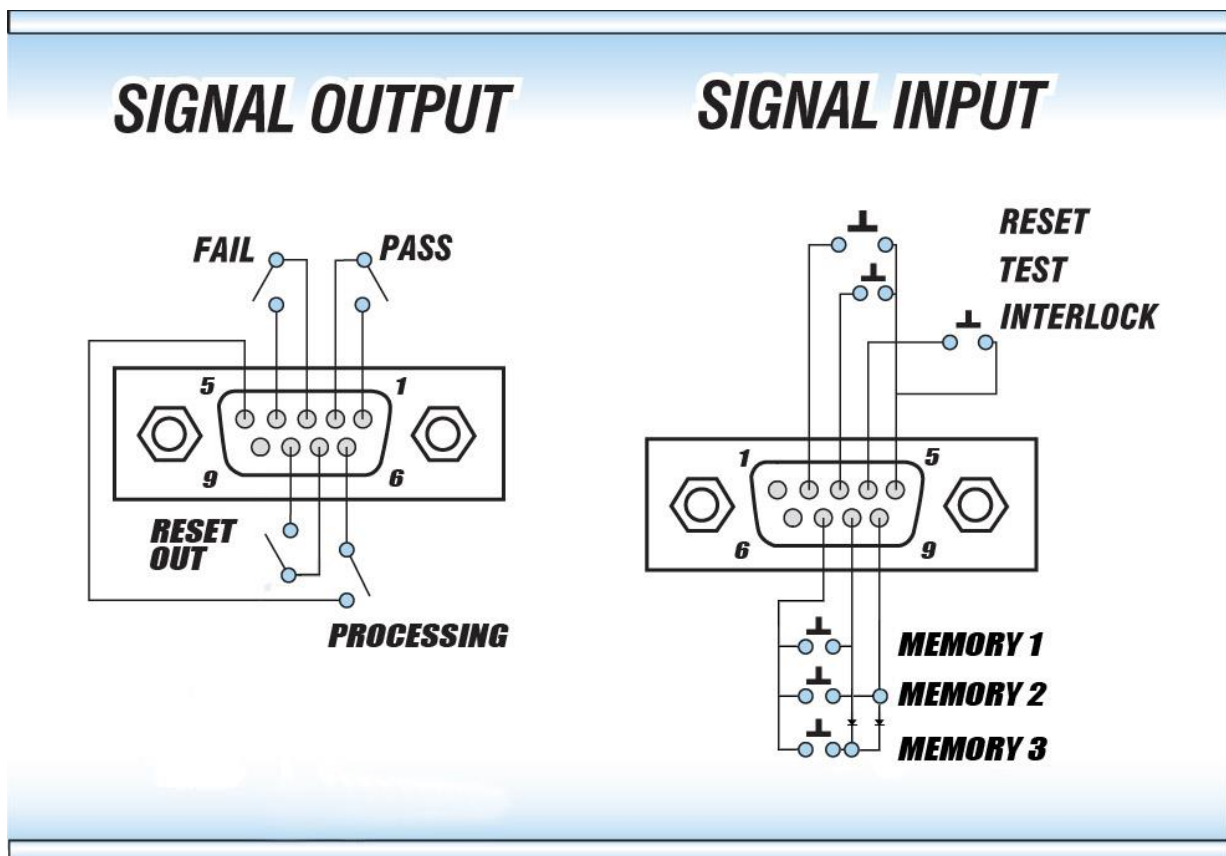 SIGNAL OUTPUT
FAIL
PASS
5
1
9
6
RESET
OUT
PROCESSING
SIGNAL INPUT
RESET
TEST
INTERLOCK
1
5
6
9
MEMORY 1
MEMORY 2
MEMORY 3